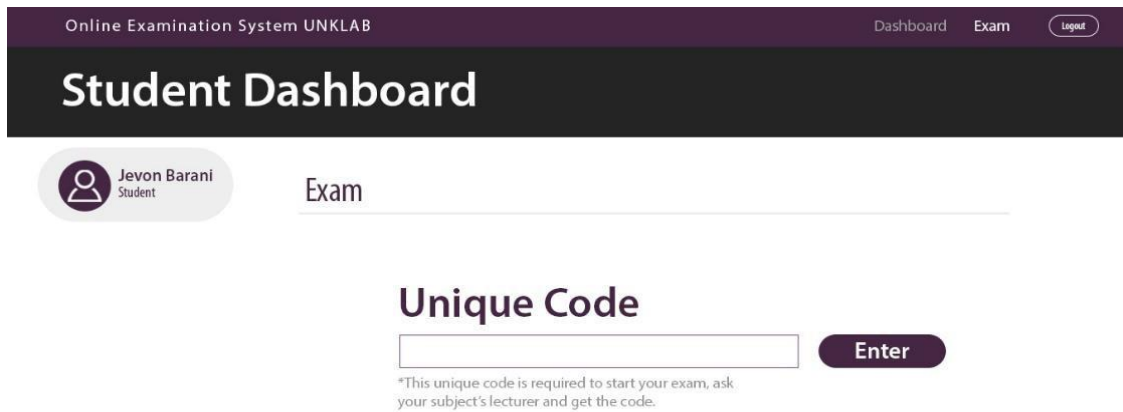 Online Examination System UNKLAB
Dashboard Exam Logout
Student Dashboard
Jevon Barani
Student
Exam
Unique Code
Enter
*This unique code is required to start your exam, ask
your subject's lecturer and get the code.